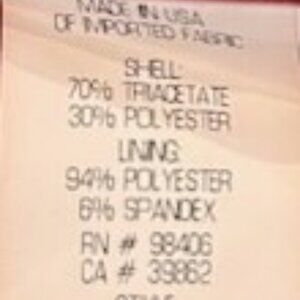 MADE IN USA
OF IMPORTED FABRIC
SHELL:
70% TRIACETATE
30% POLYESTER
LINING:
94% POLYESTER
6% SPANDEX
RN # 98406
CA # 39862